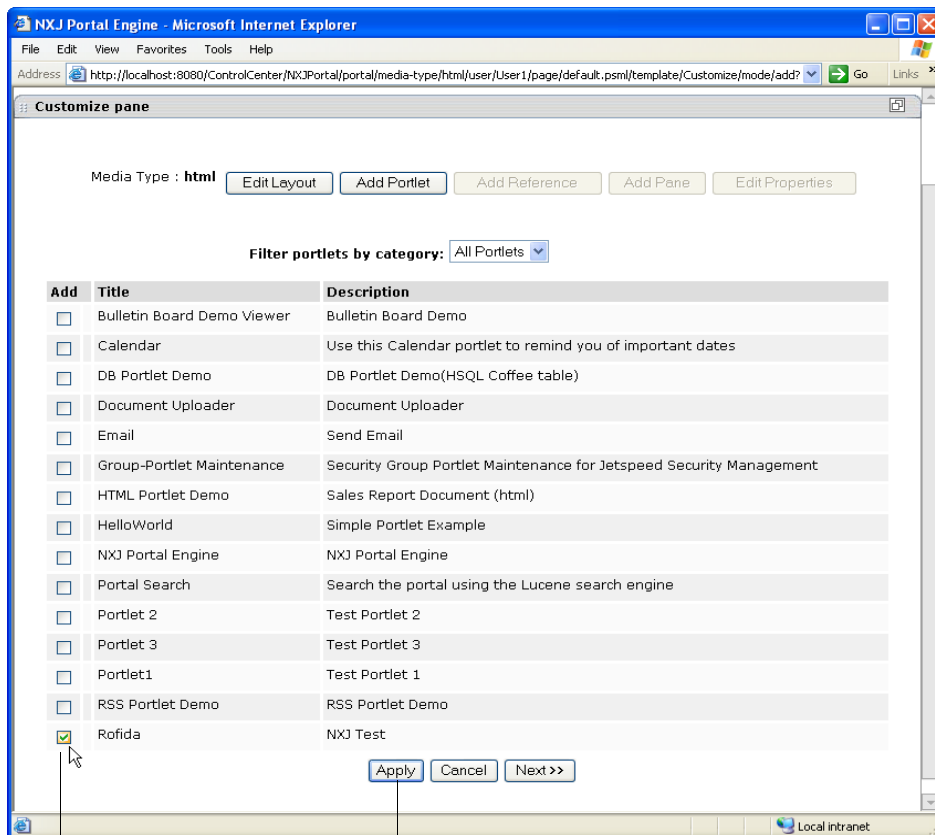 NXJ Portal Engine - Microsoft Internet Explorer
File Edit View Favorites Tools Help
Address http://localhost:8080/ControlCenter/NXJPortal/portal/media-type/html/user/User1/page/default.psml/template/Customize/mode/add? Go Links »
Customize pane
Media Type : html Edit Layout Add Portlet Add Reference Add Pane Edit Properties
Filter portlets by category: All Portlets
Add Title Description
Bulletin Board Demo Viewer Bulletin Board Demo
Calendar Use this Calendar portlet to remind you of important dates
DB Portlet Demo DB Portlet Demo(HSQL Coffee table)
Document Uploader Document Uploader
Email Send Email
Group-Portlet Maintenance Security Group Portlet Maintenance for Jetspeed Security Management
HTML Portlet Demo Sales Report Document (html)
HelloWorld Simple Portlet Example
NXJ Portal Engine NXJ Portal Engine
Portal Search Search the portal using the Lucene search engine
Portlet 2 Test Portlet 2
Portlet 3 Test Portlet 3
Portlet1 Test Portlet 1
RSS Portlet Demo RSS Portlet Demo
Rofida NXJ Test
Apply Cancel Next>>
Local intranet